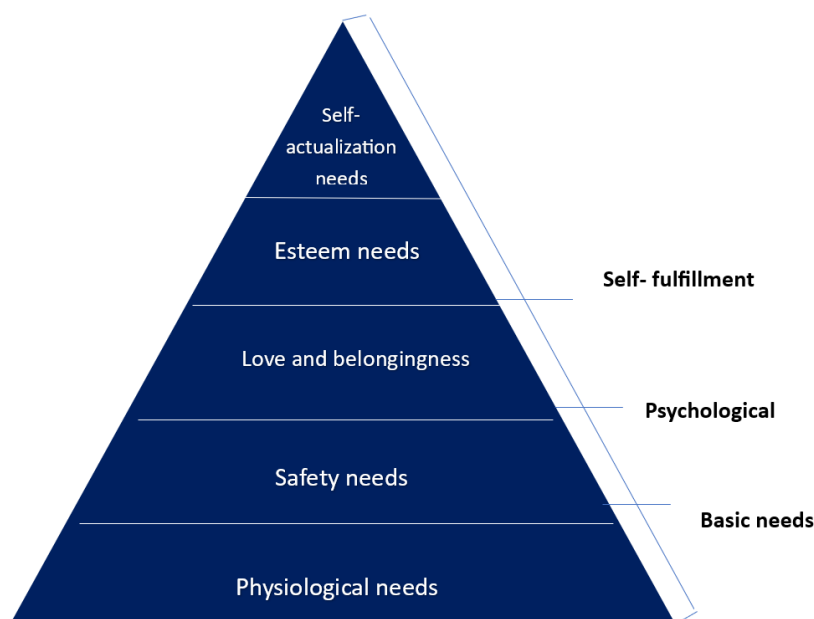 Self-
actualization
needs
Esteem needs
Self- fulfillment
Love and belongingness
Psychological
Safety needs
Basic needs
Physiological needs